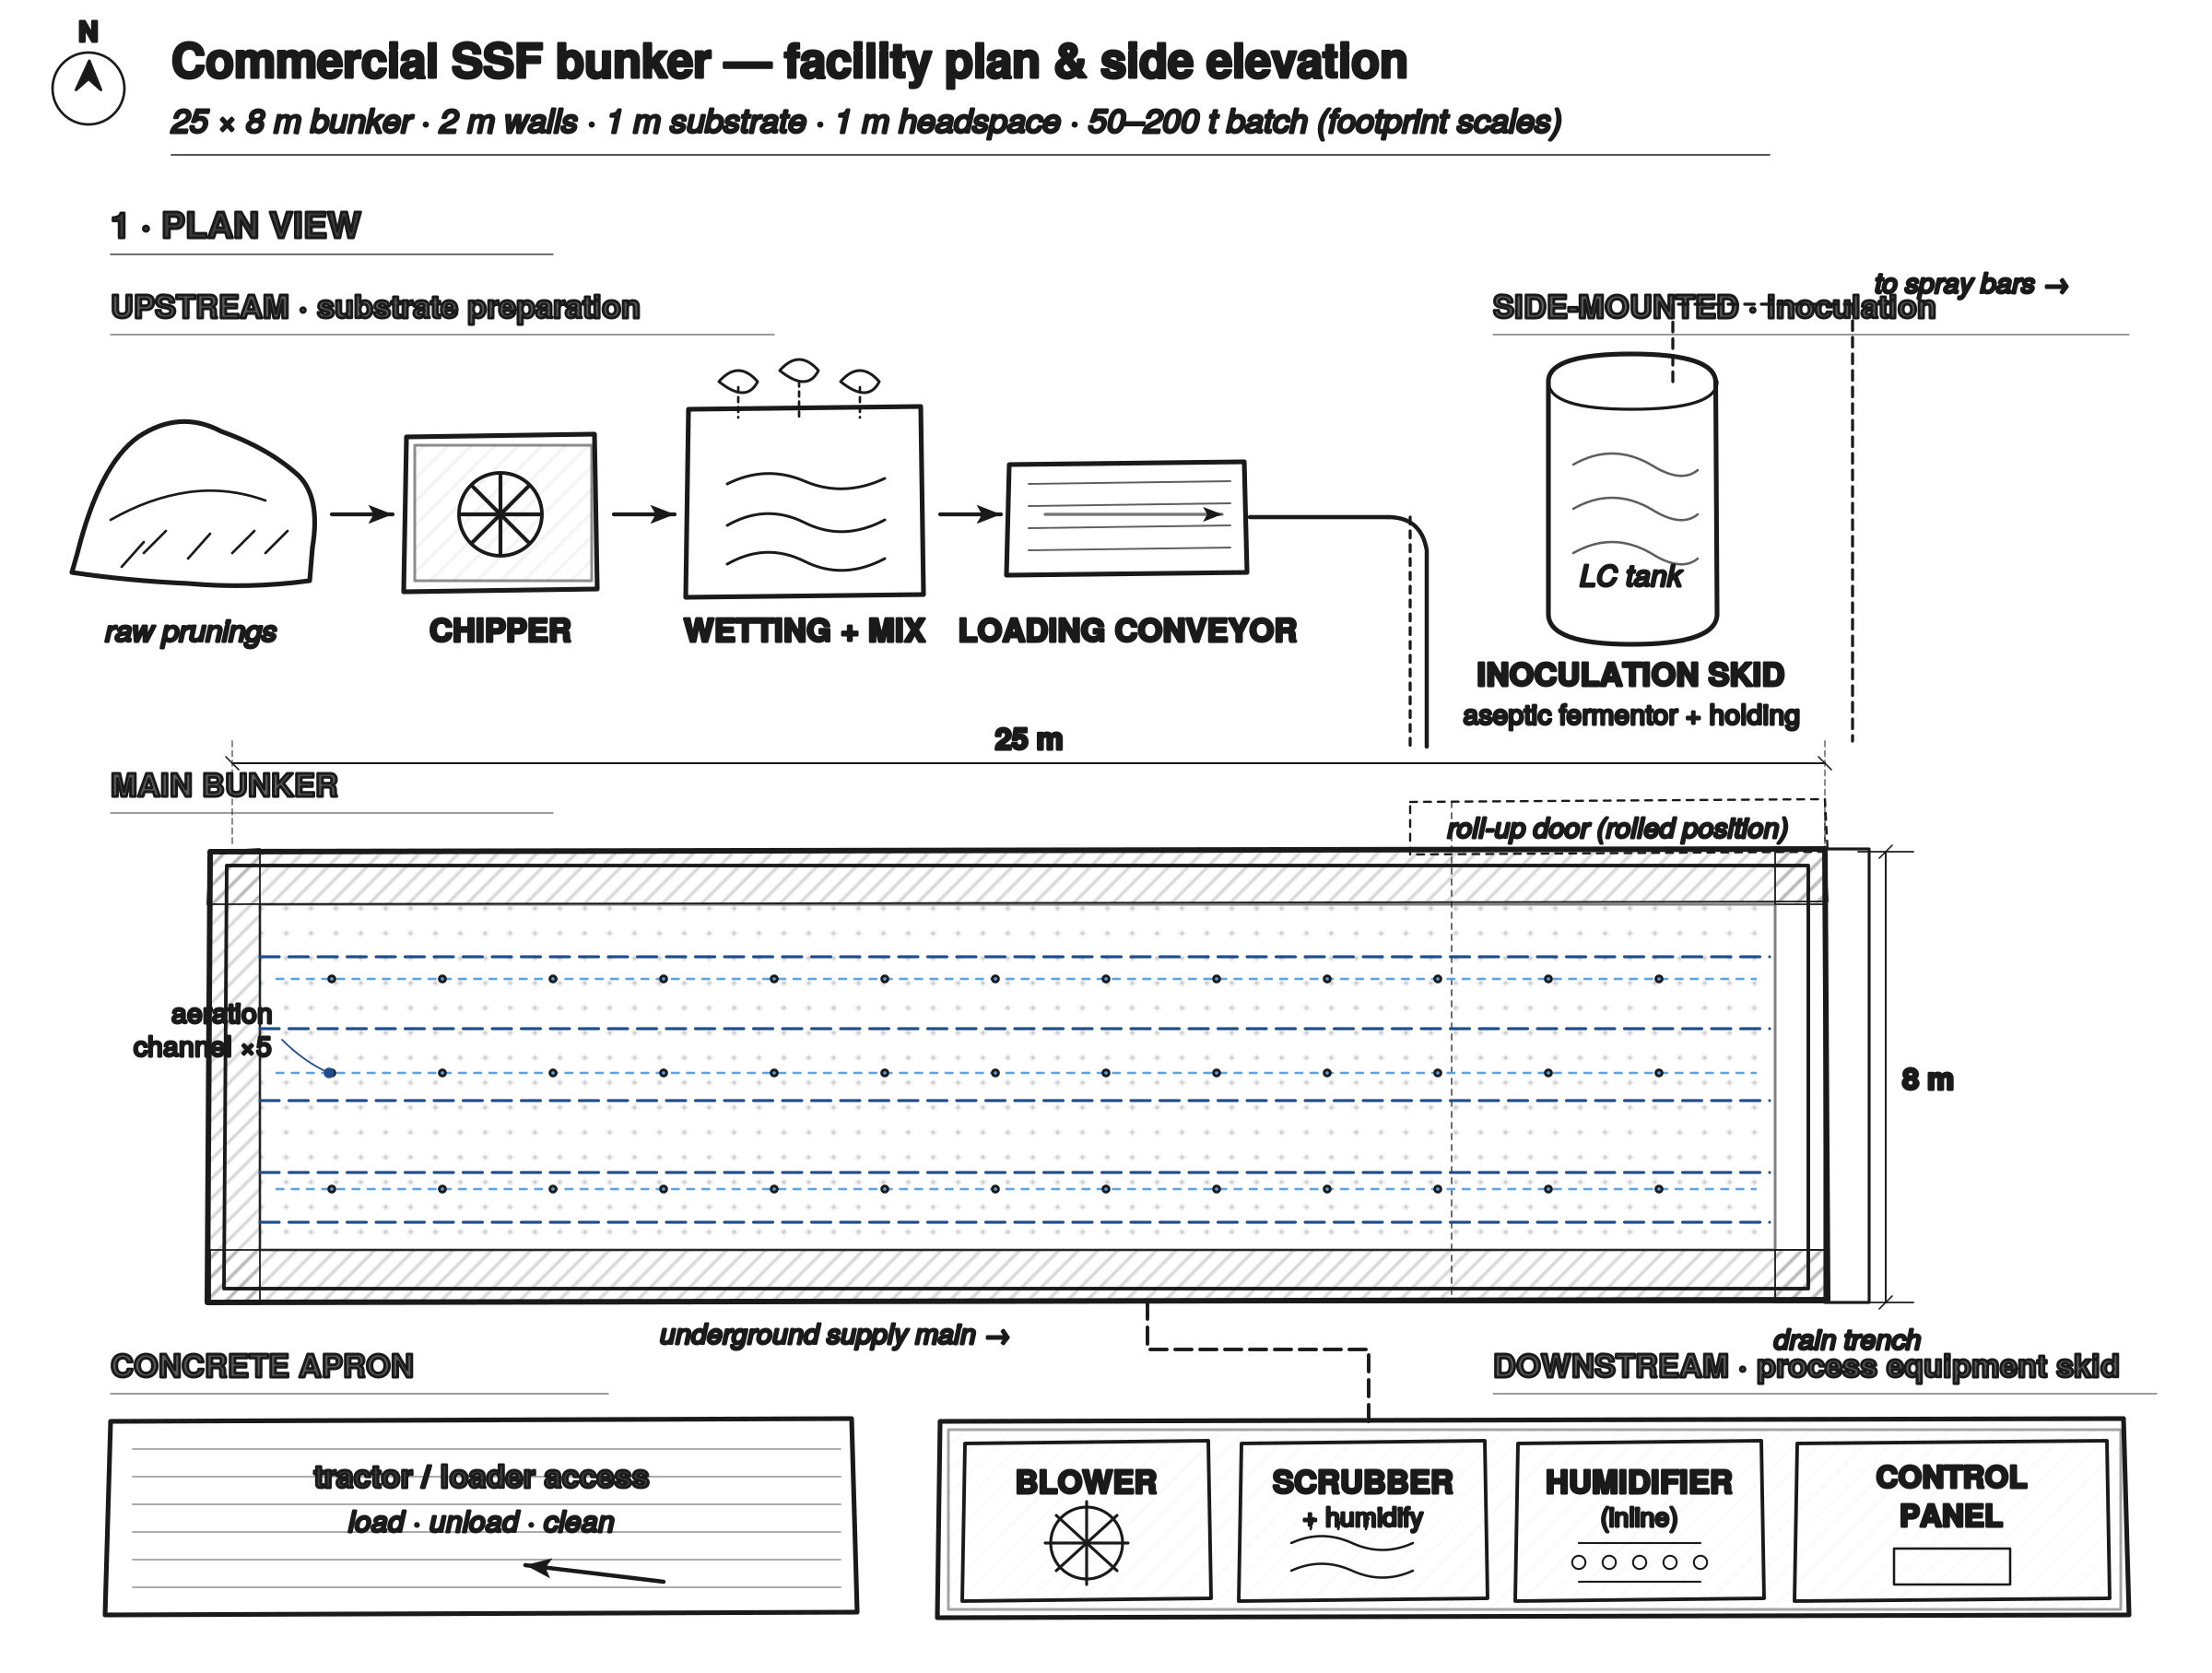 N
Commercial SSF bunker — facility plan & side elevation
25 × 8 m bunker · 2 m walls · 1 m substrate · 1 m headspace · 50–200 t batch (footprint scales)
1 · PLAN VIEW
to spray bars →
UPSTREAM · substrate preparation
SIDE-MOUNTED · inoculation
LC tank
raw prunings
CHIPPER
WETTING + MIX
LOADING CONVEYOR
INOCULATION SKID
aseptic fermentor + holding
25 m
MAIN BUNKER
roll-up door (rolled position)
aeration
channel ×5
8 m
underground supply main →
drain trench
CONCRETE APRON
DOWNSTREAM · process equipment skid
tractor / loader access
load · unload · clean
BLOWER
SCRUBBER
+ humidify
HUMIDIFIER
(inline)
CONTROL
PANEL